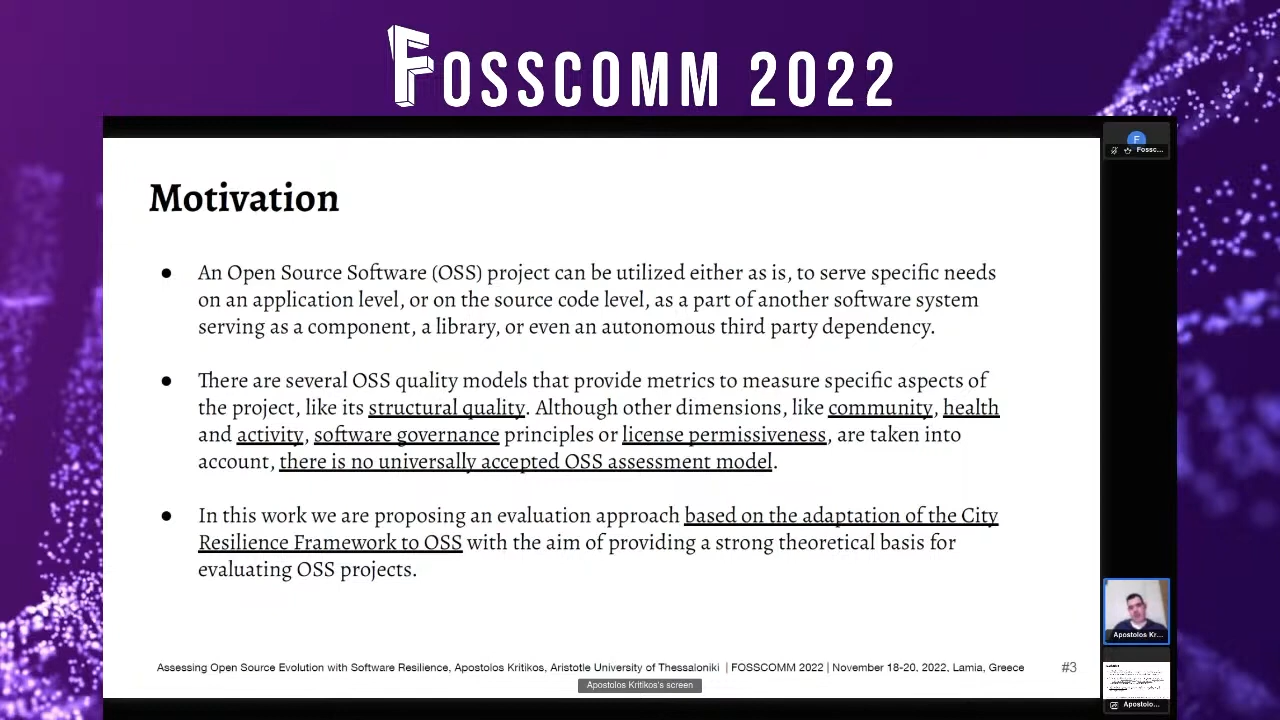 FOSSCOMM 2022
F
Fossc...
Motivation
● An Open Source Software (OSS) project can be utilized either as is, to serve specific needs
on an application level, or on the source code level, as a part of another software system
serving as a component, a library, or even an autonomous third party dependency.
● There are several OSS quality models that provide metrics to measure specific aspects of
the project, like its structural quality. Although other dimensions, like community, health
and activity, software governance principles or license permissiveness, are taken into
account, there is no universally accepted OSS assessment model.
● In this work we are proposing an evaluation approach based on the adaptation of the City
Resilience Framework to OSS with the aim of providing a strong theoretical basis for
evaluating OSS projects.
Apostolos Kr...
Assessing Open Source Evolution with Software Resilience, Apostolos Kritikos, Aristotle University of Thessaloniki | FOSSCOMM 2022 | November 18-20, 2022, Lamia, Greece
#3
Apostolos Kritikos's screen
Apostolo...